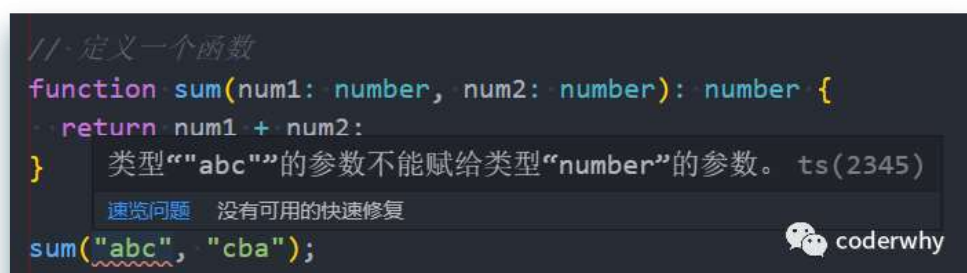 // 定义一个函数
function sum(num1: number, num2: number): number {
return num1 + num2;
}
类型“"abc"”的参数不能赋给类型“number”的参数。 ts(2345)
速览问题 没有可用的快速修复
sum("abc", "cba");
coderwhy